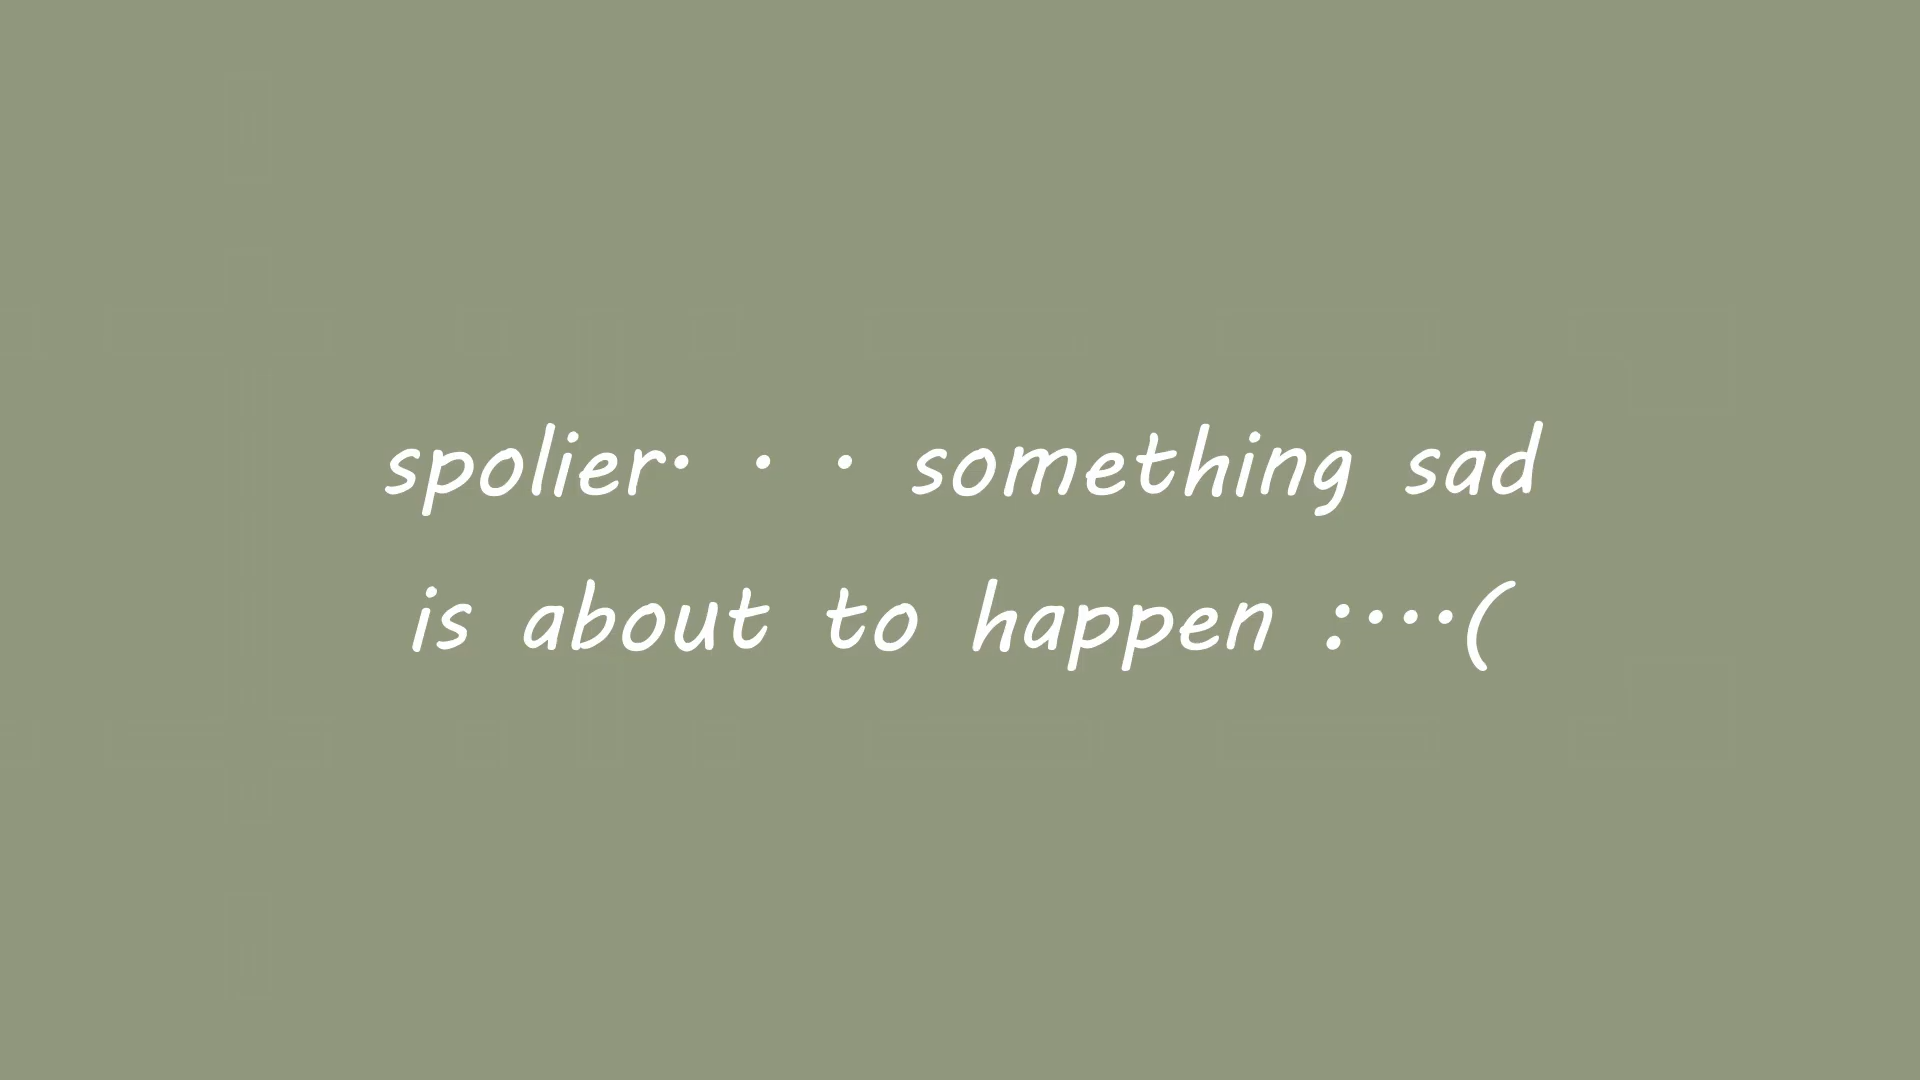 spolier· · · something sad
is about to happen :···(